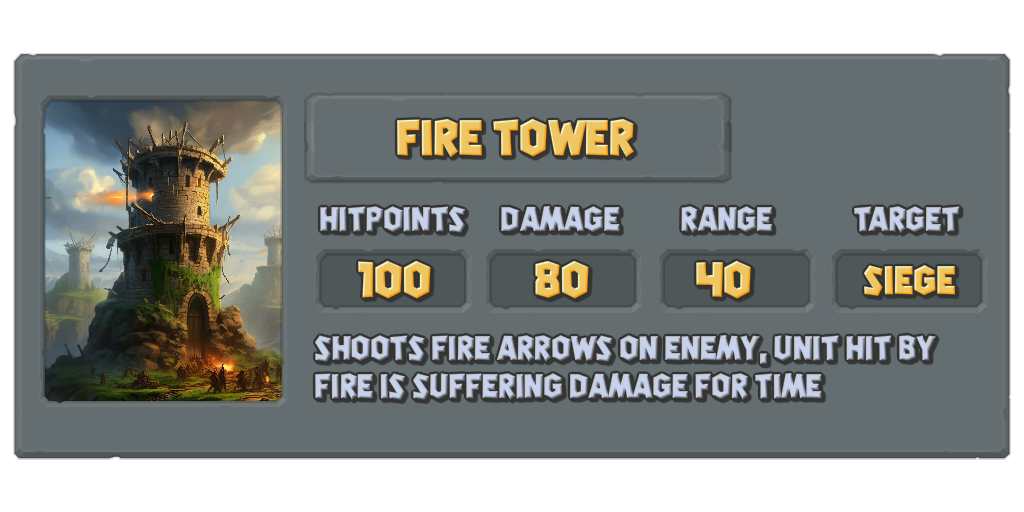 FIRE TOWER
HITPOINTS DAMAGE RANGE TARGET
100 80 40 SIEGE
SHOOTS FIRE ARROWS ON ENEMY, UNIT HIT BY
FIRE IS SUFFERING DAMAGE FOR TIME